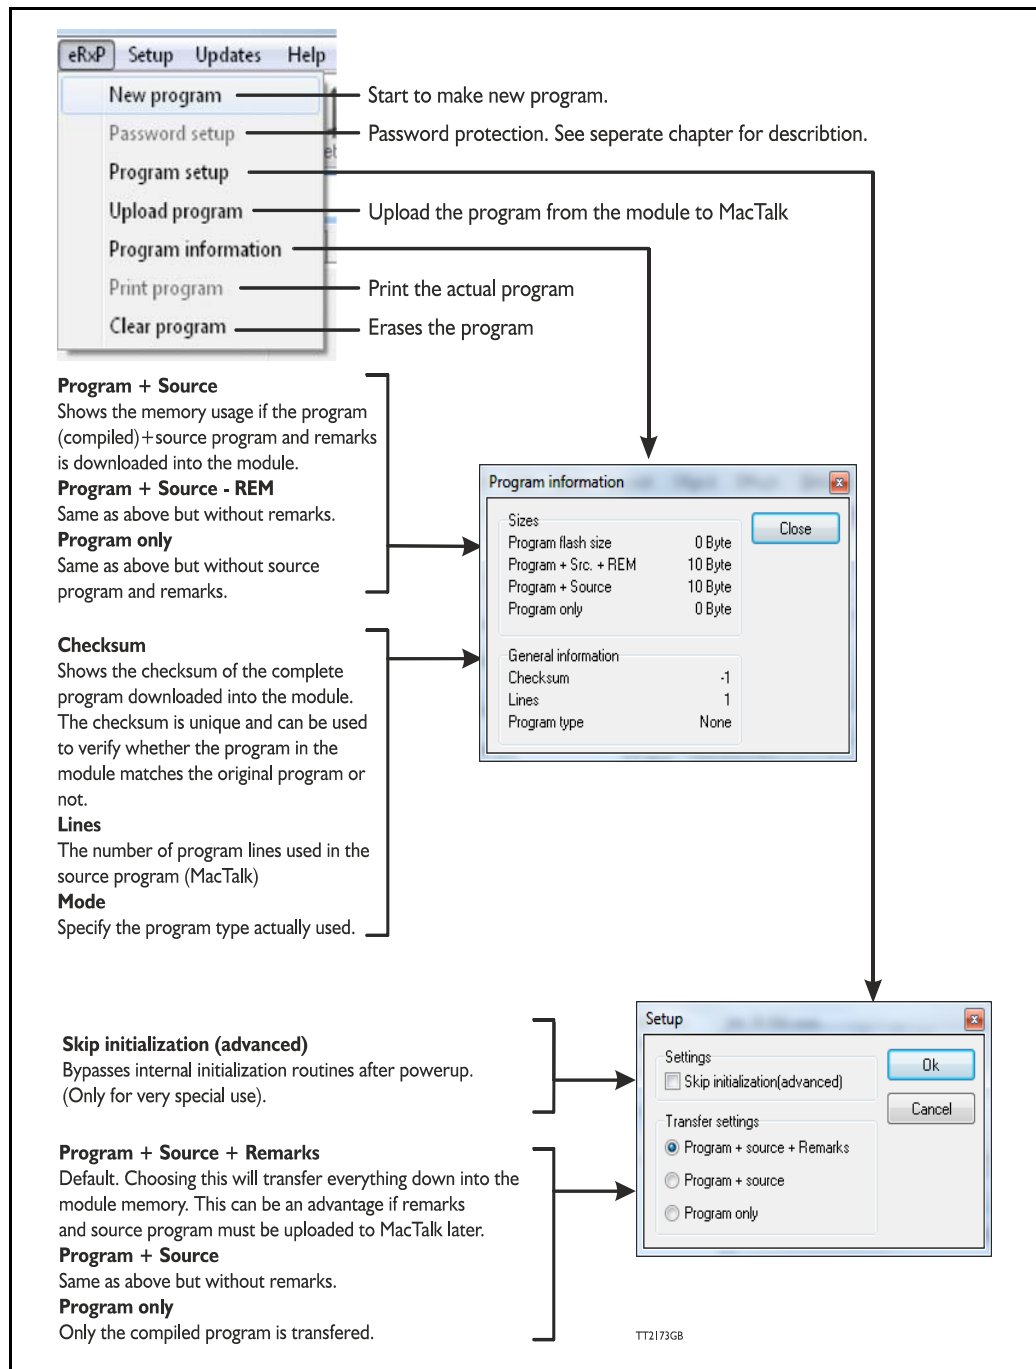 eRxP Setup Updates Help
New program
Start to make new program.
Password setup
Password protection. See seperate chapter for describtion.
Program setup
Upload program
Upload the program from the module to MacTalk
Program information
Print program
Print the actual program
Clear program
Erases the program
Program + Source
Shows the memory usage if the program
(compiled)+source program and remarks
is downloaded into the module.
Program + Source - REM
Same as above but without remarks.
Program only
Same as above but without source
program and remarks.
Program information
Sizes
Close
Program flash size 0 Byte
Program + Src. + REM 10 Byte
Program + Source 10 Byte
Program only 0 Byte
General information
Checksum -1
Lines 1
Program type None
Checksum
Shows the checksum of the complete
program downloaded into the module.
The checksum is unique and can be used
to verify whether the program in the
module matches the original program or
not.
Lines
The number of program lines used in the
source program (MacTalk)
Mode
Specify the program type actually used.
Setup
Settings
Ok
Skip initialization(advanced)
Cancel
Transfer settings
Program + source + Remarks
Program + source
Program only
Skip initialization (advanced)
Bypasses internal initialization routines after powerup.
(Only for very special use).
Program + Source + Remarks
Default. Choosing this will transfer everything down into the
module memory. This can be an advantage if remarks
and source program must be uploaded to MacTalk later.
Program + Source
Same as above but without remarks.
Program only
Only the compiled program is transfered.
TT2173GB